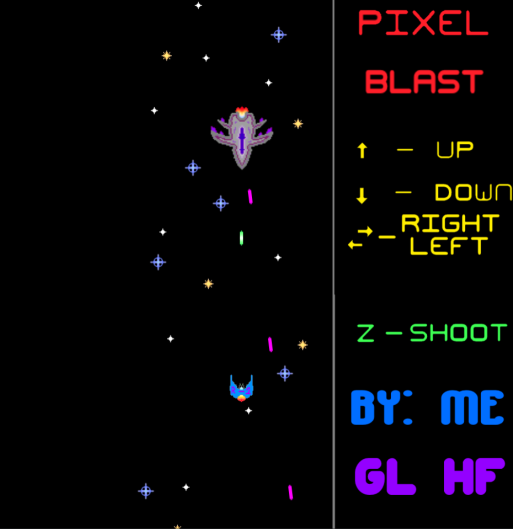 PIXEL
BLAST
↑ - UP
↓ - DOWN
→
← - RIGHT
LEFT
Z - SHOOT
BY: ME
GL HF